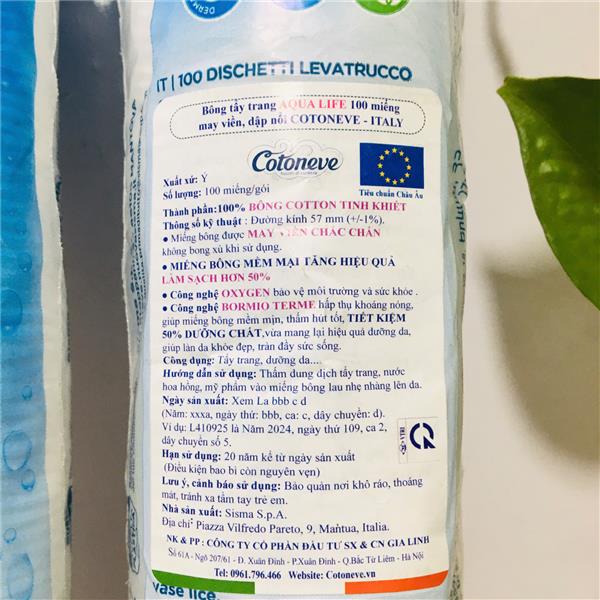 IT | 100 DISCHETTI LEVATRUCCO
Bông tẩy trang AQUA LIFE 100 miếng
may viền, dập nổi COTONEVE - ITALY
Cotoneve
Tiêu chuẩn Châu Âu
Xuất xứ: Ý
Số lượng: 100 miếng/gói
Thành phần:100% BÔNG COTTON TINH KHIẾT
Thông số kỹ thuật : Đường kính 57 mm (+/-1%).
• Miếng bông được MAY VIỀN CHẮC CHẮN
không bong xù khi sử dụng.
• MIẾNG BÔNG MỀM MẠI TĂNG HIỆU QUẢ
LÀM SẠCH HƠN 50%
• Công nghệ OXYGEN bảo vệ môi trường và sức khỏe .
• Công nghệ BORMIO TERME hấp thụ khoáng nóng,
giúp miếng bông mềm mịn, thấm hút tốt, TIẾT KIỆM
50% DƯỠNG CHẤT,vừa mang lại hiệu quả dưỡng da,
giúp làn da khỏe đẹp, tràn đầy sức sống.
Công dụng: Tẩy trang, dưỡng da...
Hướng dẫn sử dụng: Thấm dung dịch tẩy trang, nước
hoa hồng, mỹ phẩm vào miếng bông lau nhẹ nhàng lên da.
Ngày sản xuất: Xem La bbb c d
(Năm: xxxa, ngày thứ: bbb, ca: c, dây chuyền: d).
Ví dụ: L410925 là Năm 2024, ngày thứ 109, ca 2,
dây chuyền số 5.
Hạn sử dụng: 20 năm kể từ ngày sản xuất
(Điều kiện bao bì còn nguyên vẹn)
Lưu ý, cảnh báo sử dụng: Bảo quản nơi khô ráo, thoáng
mát, tránh xa tầm tay trẻ em.
Nhà sản xuất: Sisma S.p.A.
Địa chỉ: Piazza Vilfredo Pareto, 9, Mantua, Italia.
NK & PP : CÔNG TY CỔ PHẦN ĐẦU TƯ SX & CN GIA LINH
Số 61A - Ngõ 207/61 - Đ. Xuân Đỉnh - P.Xuân Đỉnh - Q.Bắc Từ Liêm - Hà Nội
Tel: 0961.796.466 Website: Cotoneve.vn